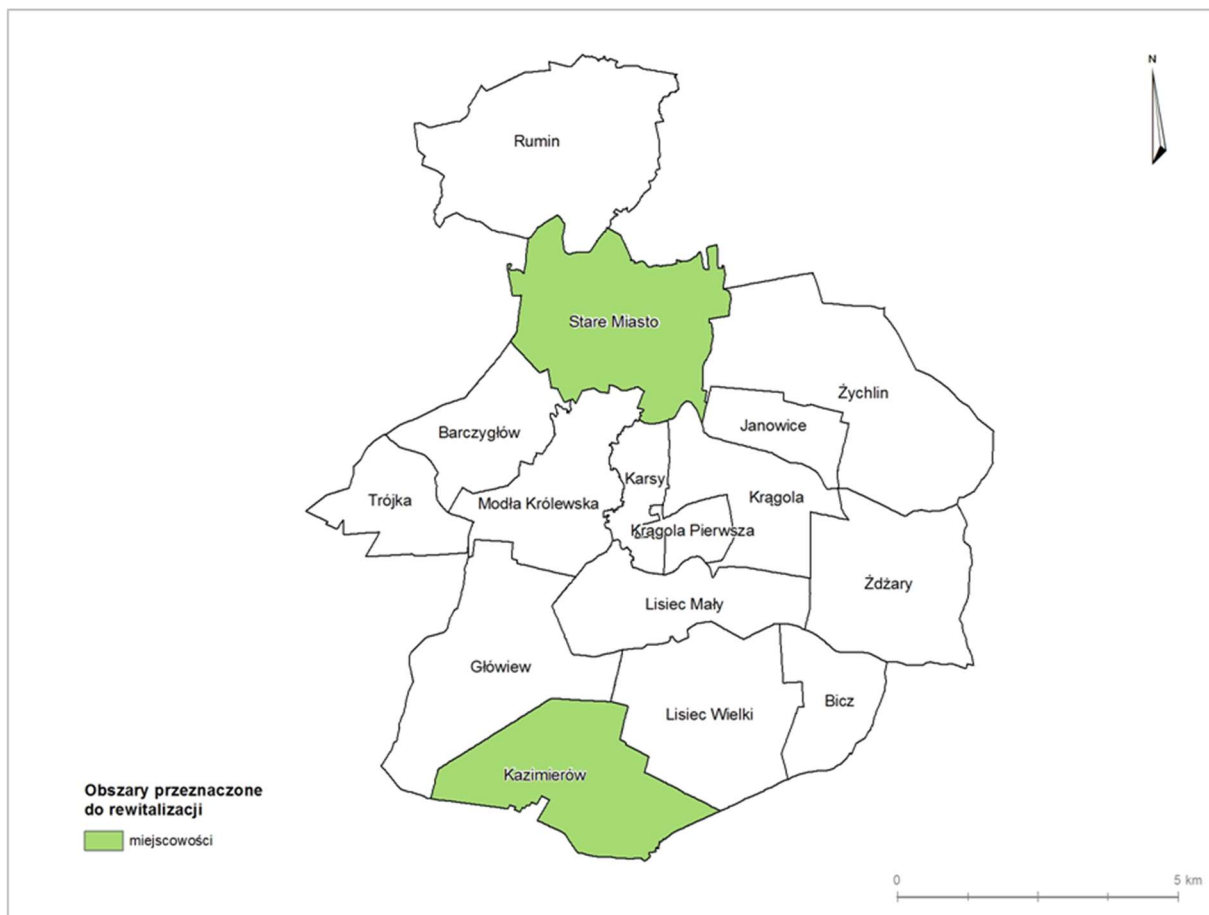 N
Rumin
Stare Miasto
Żychlin
Janowice
Barczygłów
Karsy
Trójka
Modła Królewska
Krągola
Krągola Pierwsza
Żdżary
Lisiec Mały
Główiew
Bicz
Lisiec Wielki
Kazimierów
Obszary przeznaczone
do rewitalizacji
miejscowości
0 5 km